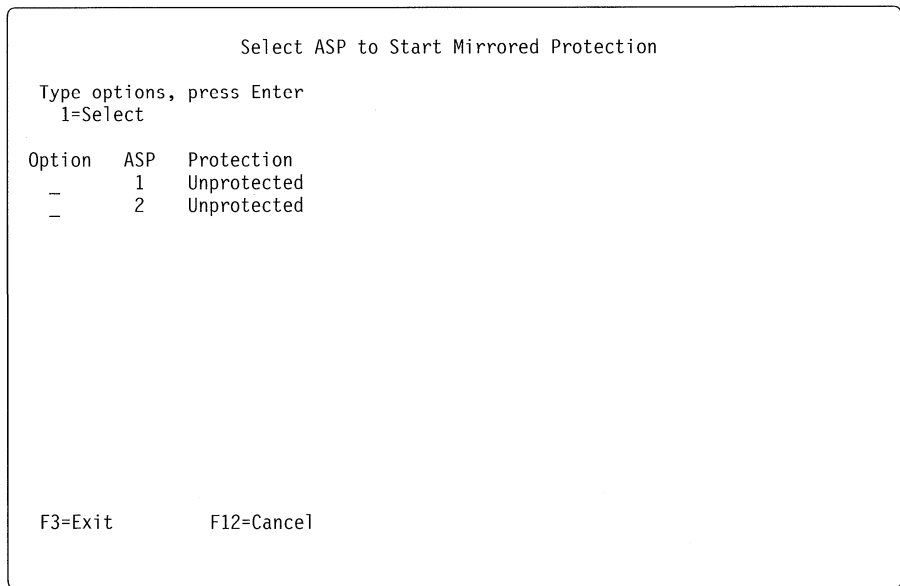 Select ASP to Start Mirrored Protection
Type options, press Enter
1=Select
Option ASP Protection
_ 1 Unprotected
_ 2 Unprotected
F3=Exit F12=Cancel